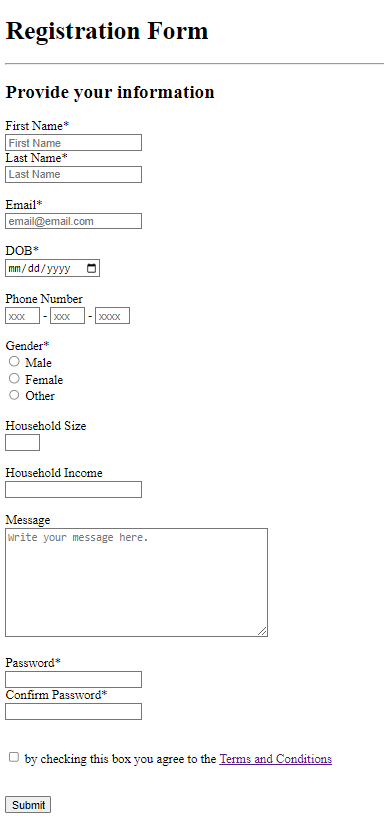 Registration Form
Provide your information
First Name*
First Name
Last Name*
Last Name
Email*
email@email.com
DOB*
mm/dd/yyyy
Phone Number
xxx - xxx - xxxx
Gender*
Male
Female
Other
Household Size
Household Income
Message
Write your message here.
Password*
Confirm Password*
by checking this box you agree to the Terms and Conditions
Submit